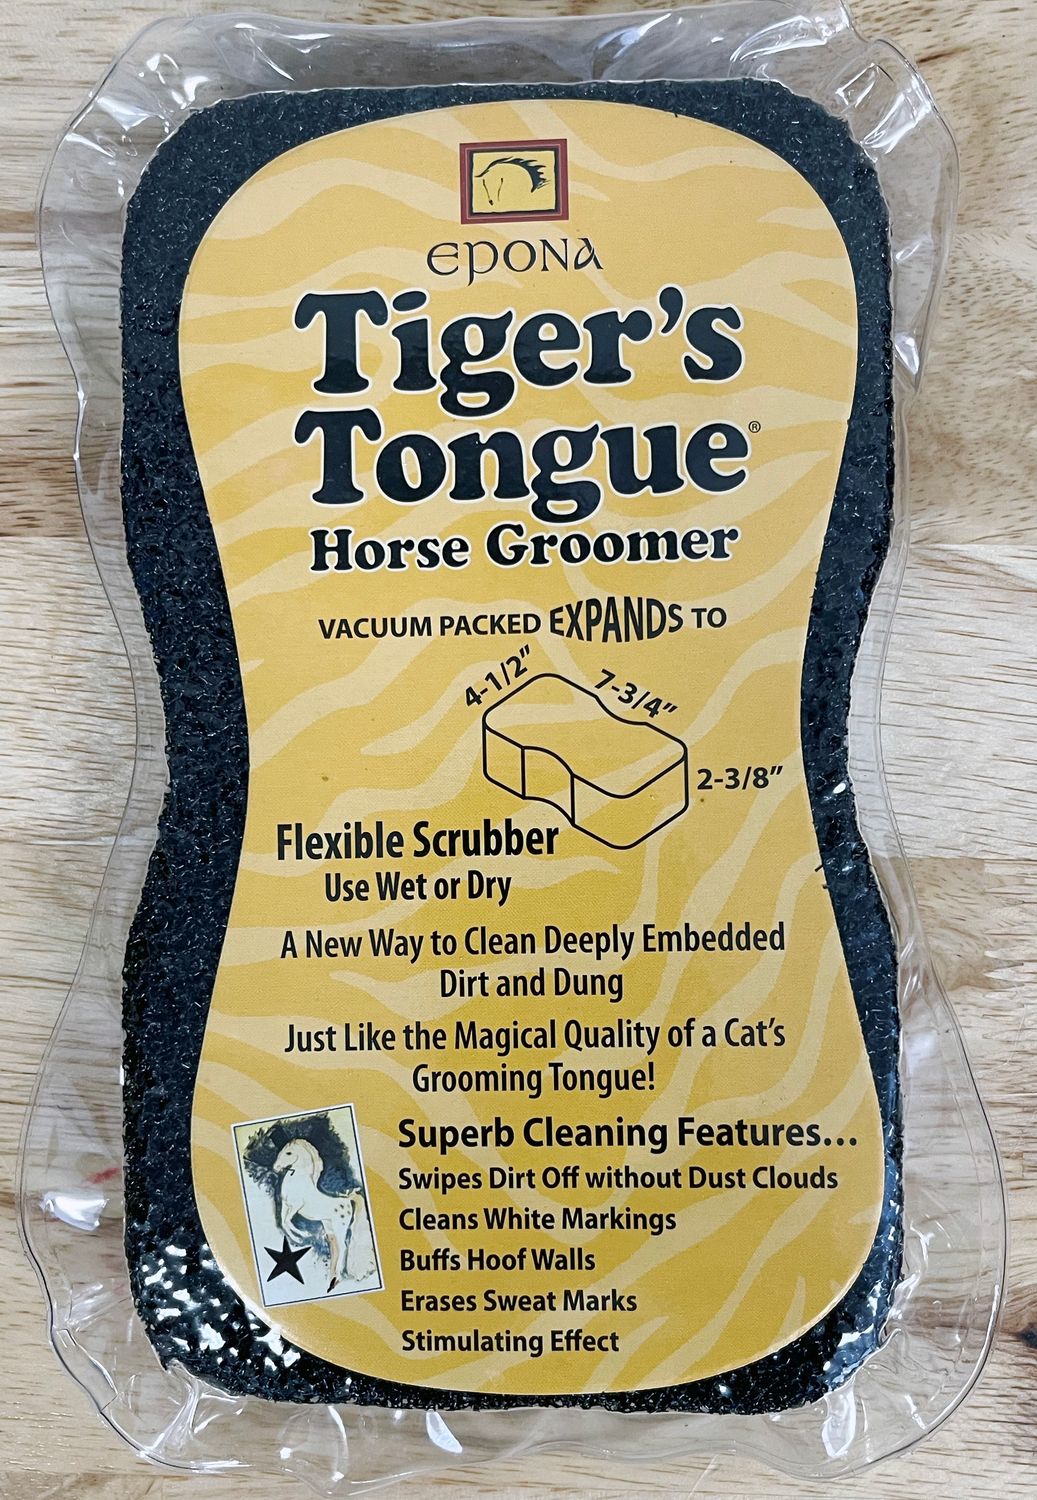 EPONA
Tiger's
Tongue®
Horse Groomer
VACUUM PACKED EXPANDS TO
4-1/2"
7-3/4"
2-3/8"
Flexible Scrubber
Use Wet or Dry
A New Way to Clean Deeply Embedded
Dirt and Dung
Just Like the Magical Quality of a Cat's
Grooming Tongue!
Superb Cleaning Features...
Swipes Dirt Off without Dust Clouds
Cleans White Markings
Buffs Hoof Walls
Erases Sweat Marks
Stimulating Effect